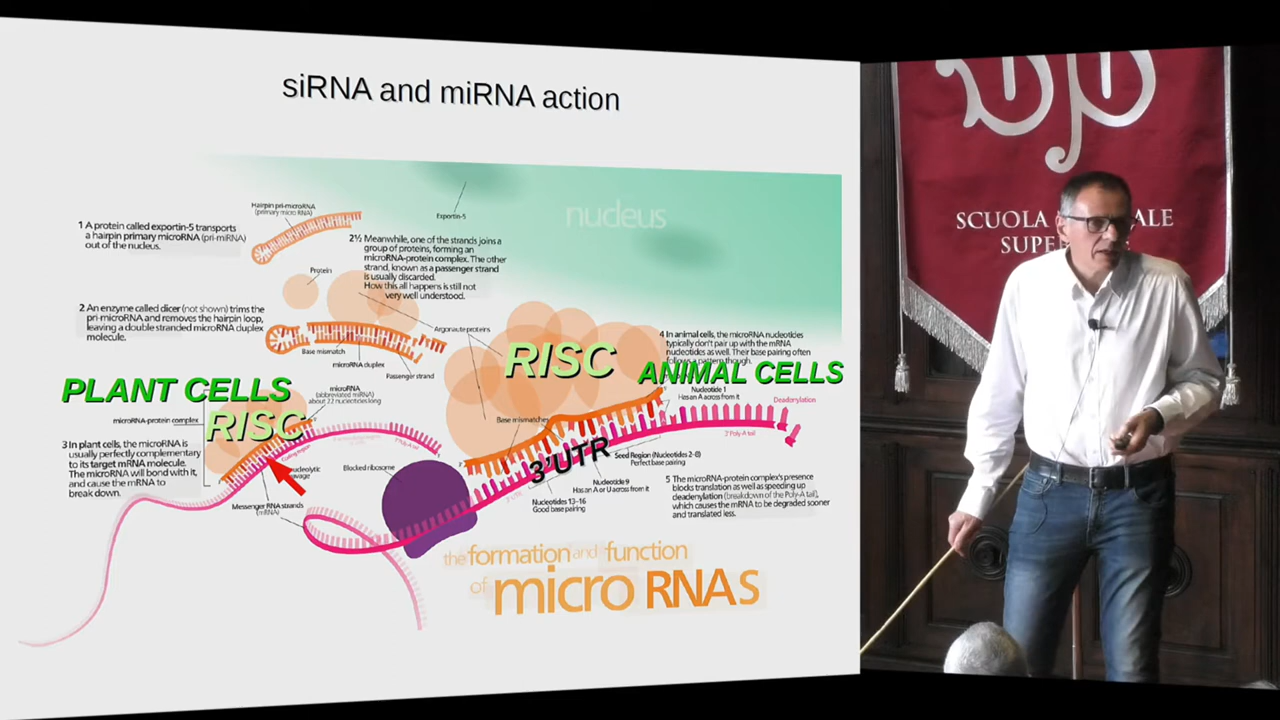 siRNA and miRNA action
nucleus
Hairpin pri-microRNA
(primary micro RNA)
Exportin-5
1 A protein called exportin-5 transports
a hairpin primary microRNA (pri-miRNA)
out of the nucleus.
2½ Meanwhile, one of the strands joins a
group of proteins, forming an
microRNA-protein complex. The other
strand, known as a passenger strand
is usually discarded.
How this all happens is still not
very well understood.
Protein
2 An enzyme called dicer (not shown) trims the
pri-microRNA and removes the hairpin loop,
leaving a double stranded microRNA duplex
molecule.
Argonaute proteins
Base mismatch
microRNA duplex
Passenger strand
4 In animal cells, the microRNA nucleotides
typically don't pair up with the mRNA
nucleotides as well. Their base pairing often
follows a pattern though.
RISC
ANIMAL CELLS
PLANT CELLS
RISC
microRNA
(abbreviated miRNA)
about 22 nucleotides long
Nucleotide 1
Has an A across from it
Deadenylation
microRNA-protein complex
Base mismatches
3' Poly-A tail
3 In plant cells, the microRNA is
usually perfectly complementary
to its target mRNA molecule.
The microRNA will bond with it,
and cause the mRNA to
break down.
Coding region
Blocked ribosome
3'UTR
Seed Region (Nucleotides 2-8)
Perfect base pairing
Nucleotide 9
Has an A or U across from it
Nucleotides 13-16
Good base pairing
Messenger RNA strands
(mRNA)
5 The microRNA-protein complex's presence
blocks translation as well as speeding up
deadenylation (breakdown of the Poly-A tail),
which causes the mRNA to be degraded sooner
and translated less.
the formation and function
of micro RNAs
SCUOLA
ALE
SUPE